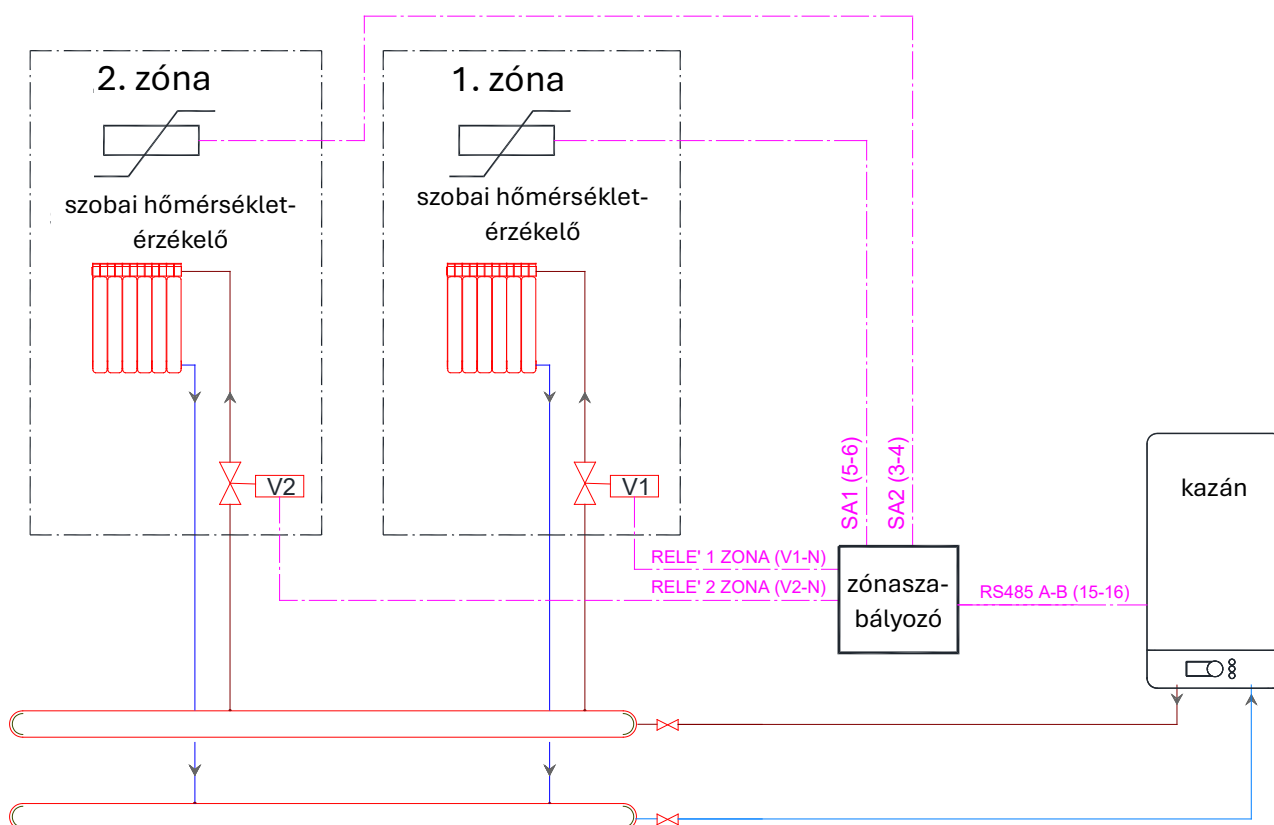 2. zóna
szobai hőmérséklet-
érzékelő
V2
1. zóna
szobai hőmérséklet-
érzékelő
V1
SA1 (5-6)
SA2 (3-4)
RELE' 1 ZONA (V1-N)
RELE' 2 ZONA (V2-N)
zónasza-
bályozó
RS485 A-B (15-16)
kazán